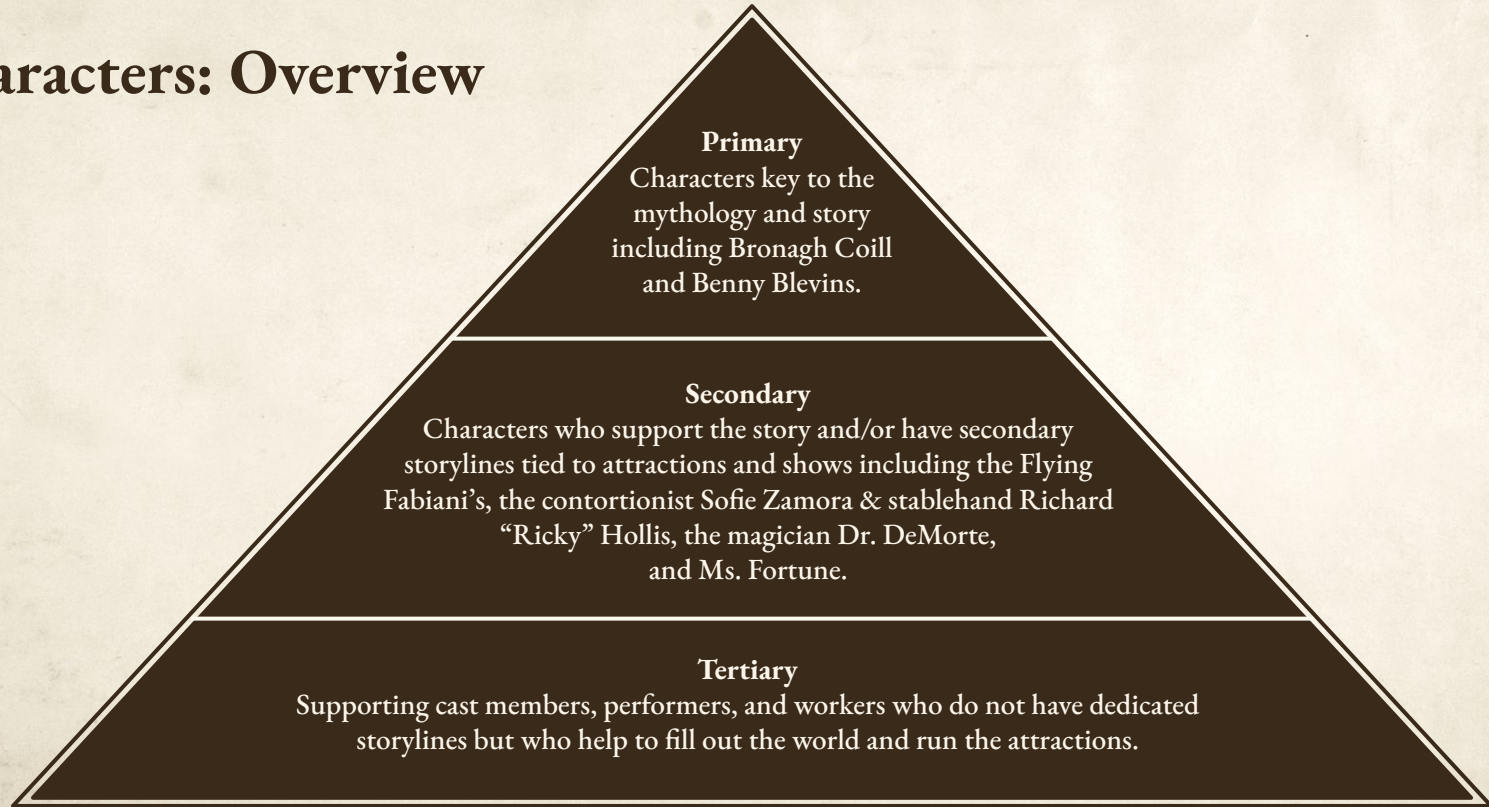 aracters: Overview
Primary
Characters key to the
mythology and story
including Bronagh Coill
and Benny Blevins.
Secondary
Characters who support the story and/or have secondary
storylines tied to attractions and shows including the Flying
Fabiani’s, the contortionist Sofie Zamora & stablehand Richard
“Ricky” Hollis, the magician Dr. DeMorte,
and Ms. Fortune.
Tertiary
Supporting cast members, performers, and workers who do not have dedicated
storylines but who help to fill out the world and run the attractions.